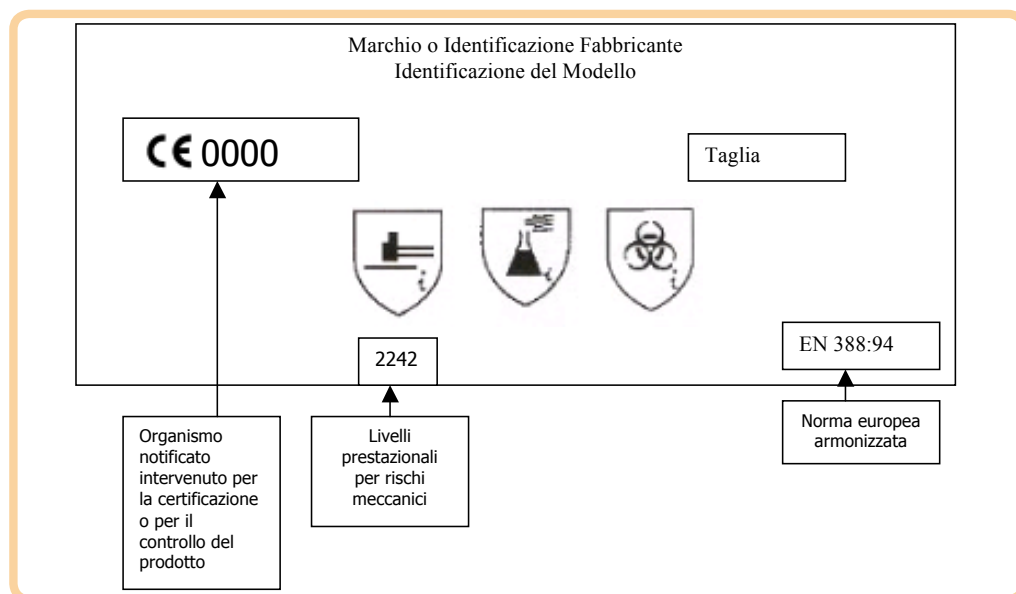 Marchio o Identificazione Fabbricante
Identificazione del Modello
CE 0000
Taglia
i
i
i
2242
EN 388:94
Organismo
notificato
intervenuto per
la certificazione
o per il
controllo del
prodotto
Livelli
prestazionali
per rischi
meccanici
Norma europea
armonizzata